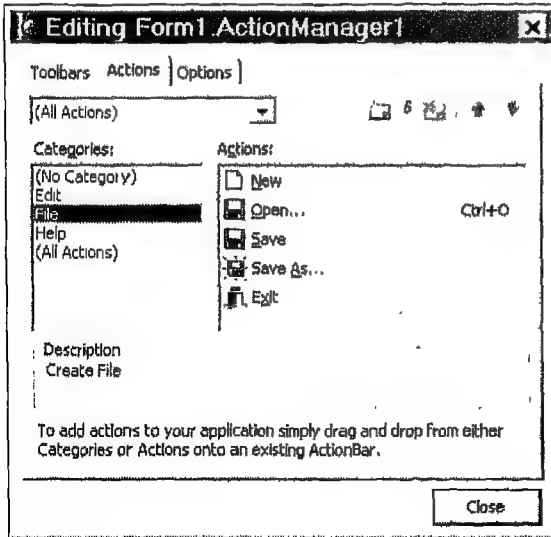 Editing Form1.ActionManager1
Toolbars Actions Options
(All Actions)
Categories: Actions:
(No Category)
Edit
File
Help
(All Actions)
New
Open... Ctrl+O
Save
Save As...
Exit
Description
Create File
To add actions to your application simply drag and drop from either
Categories or Actions onto an existing ActionBar.
Close